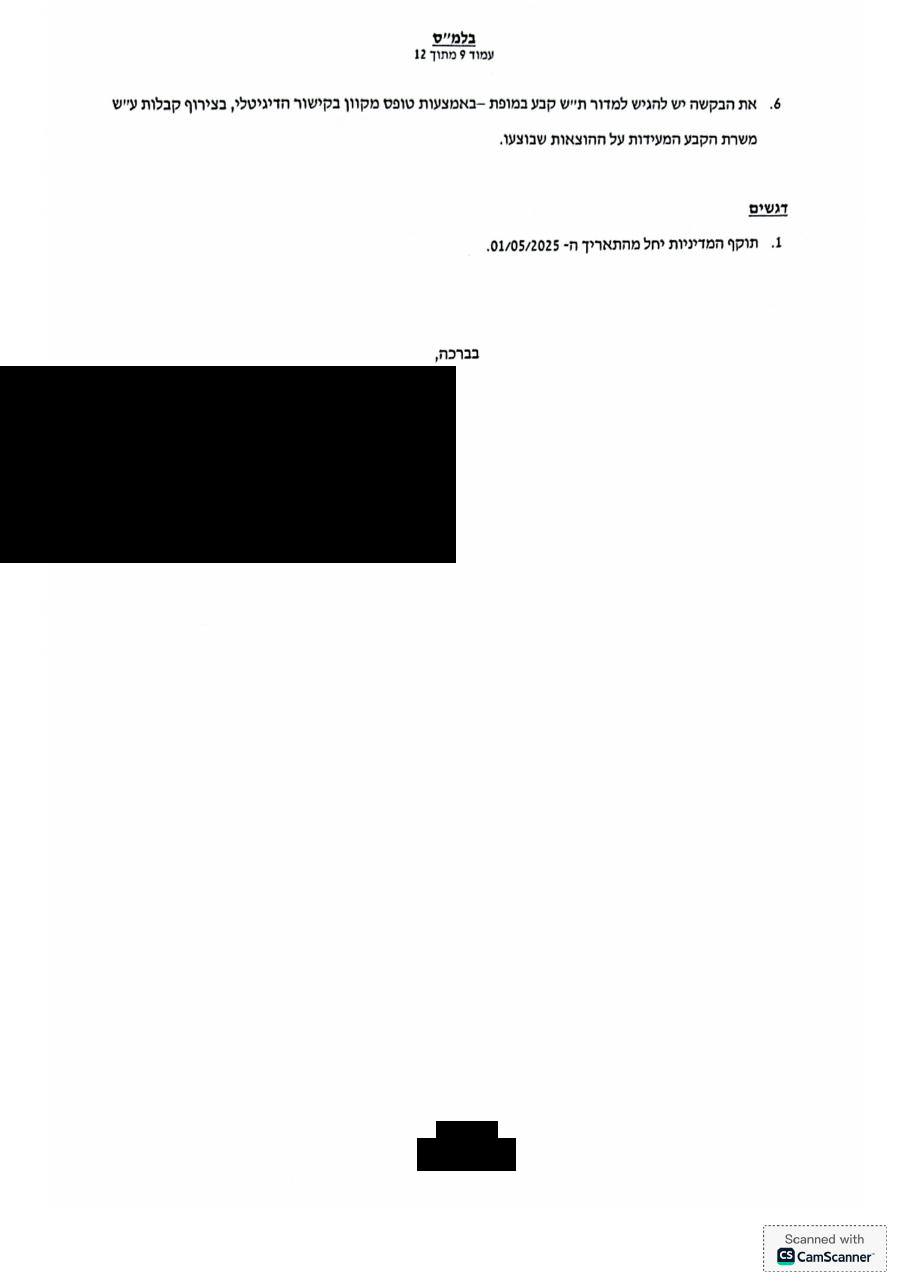 בלמ"ס
עמוד 9 מתוך 12
6. את הבקשה יש להגיש למדור ת"ש קבע במופת –באמצעות טופס מקוון בקישור הדיגיטלי, בצירוף קבלות ע"ש
משרת הקבע המעידות על ההוצאות שבוצעו.
דגשים
1. תוקף המדיניות יחל מהתאריך ה- 01/05/2025.
בברכה,
Scanned with
CS CamScanner